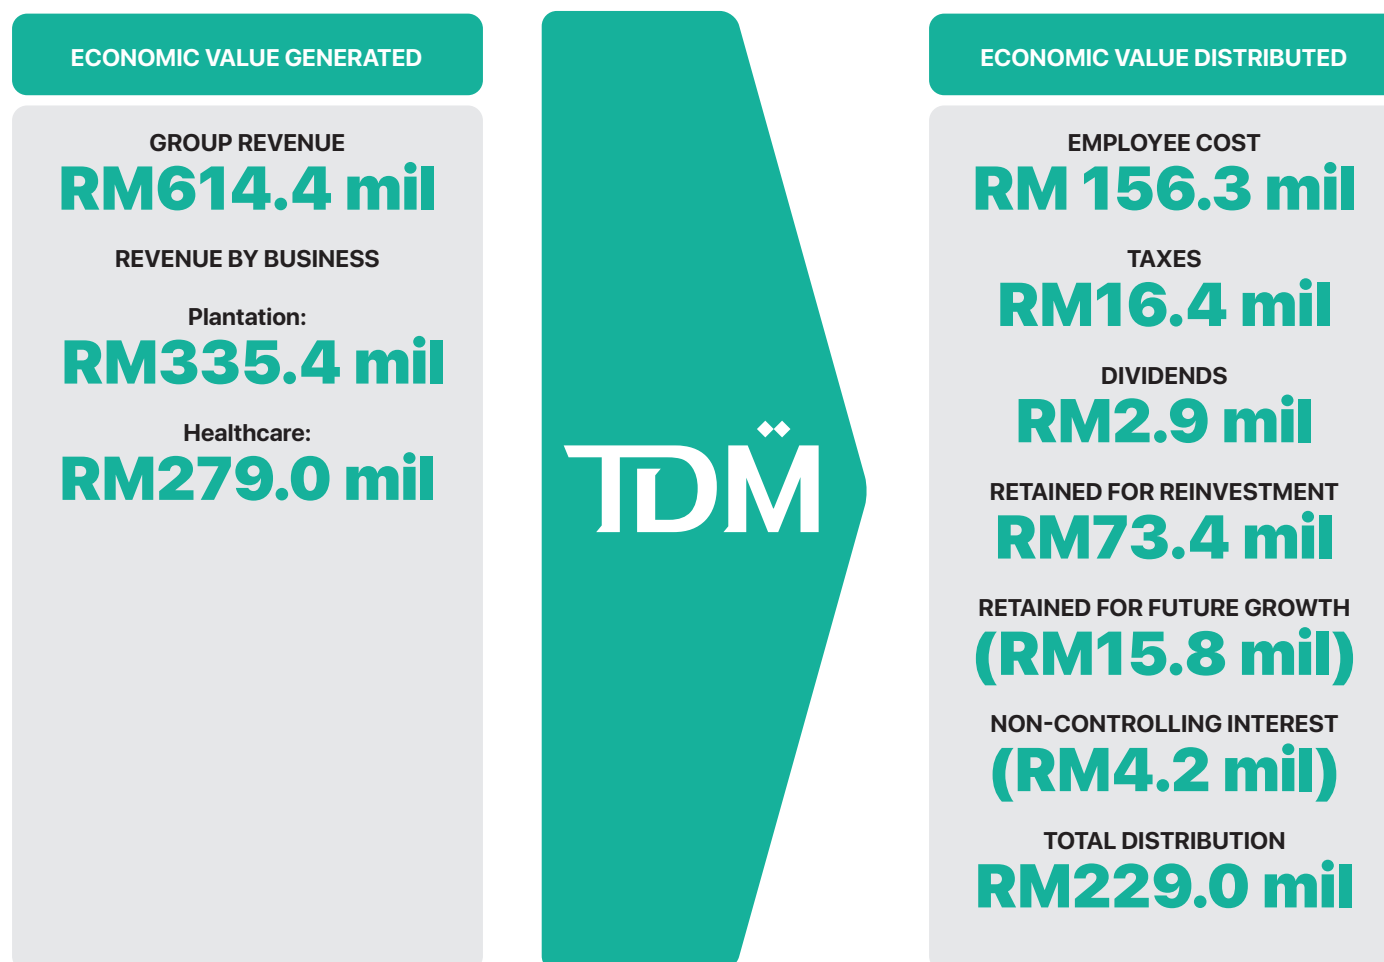 ECONOMIC VALUE GENERATED
GROUP REVENUE
RM614.4 mil
REVENUE BY BUSINESS
Plantation:
RM335.4 mil
Healthcare:
RM279.0 mil
TDM
ECONOMIC VALUE DISTRIBUTED
EMPLOYEE COST
RM 156.3 mil
TAXES
RM16.4 mil
DIVIDENDS
RM2.9 mil
RETAINED FOR REINVESTMENT
RM73.4 mil
RETAINED FOR FUTURE GROWTH
(RM15.8 mil)
NON-CONTROLLING INTEREST
(RM4.2 mil)
TOTAL DISTRIBUTION
RM229.0 mil